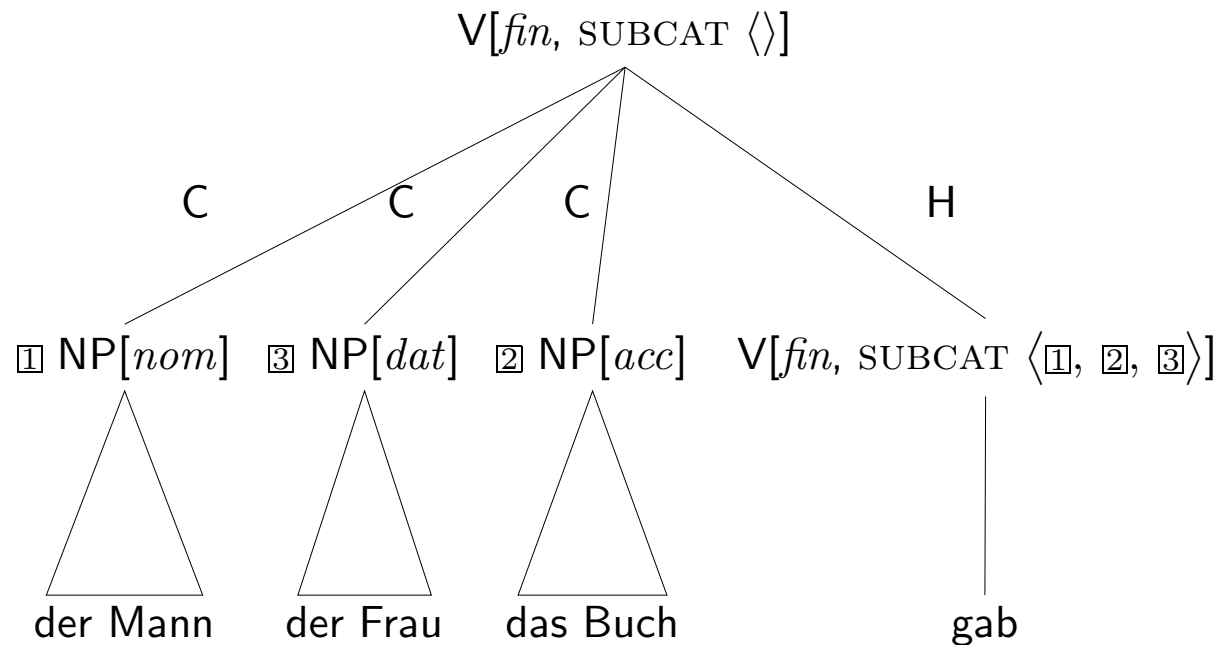 V[fin, SUBCAT ⟨⟩]
C C C H
1 NP[nom] 3 NP[dat] 2 NP[acc] V[fin, SUBCAT ⟨1, 2, 3⟩]
der Mann der Frau das Buch gab